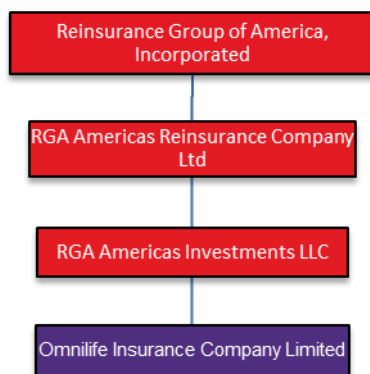 Reinsurance Group of America,
Incorporated
RGA Americas Reinsurance Company
Ltd
RGA Americas Investments LLC
Omnilife Insurance Company Limited